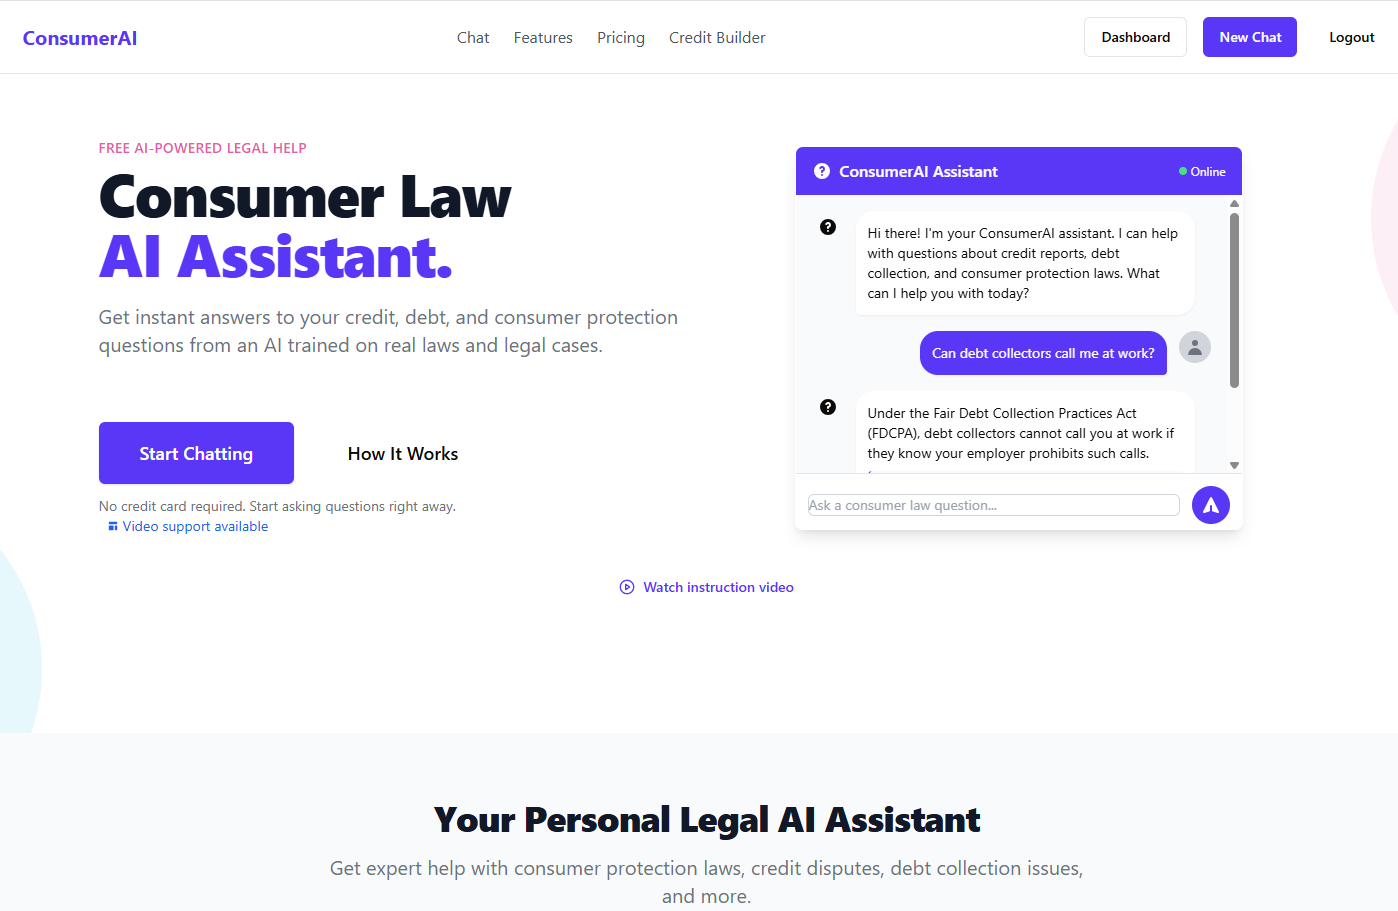 ConsumerAI
Chat
Features
Pricing
Credit Builder
Dashboard
New Chat
Logout
FREE AI-POWERED LEGAL HELP
Consumer Law
AI Assistant.
Get instant answers to your credit, debt, and consumer protection
questions from an AI trained on real laws and legal cases.
Start Chatting
How It Works
No credit card required. Start asking questions right away.
Video support available
ConsumerAI Assistant
Online
Hi there! I'm your ConsumerAI assistant. I can help
with questions about credit reports, debt
collection, and consumer protection laws. What
can I help you with today?
Can debt collectors call me at work?
Under the Fair Debt Collection Practices Act
(FDCPA), debt collectors cannot call you at work if
they know your employer prohibits such calls.
Ask a consumer law question...
Watch instruction video
Your Personal Legal AI Assistant
Get expert help with consumer protection laws, credit disputes, debt collection issues,
and more.